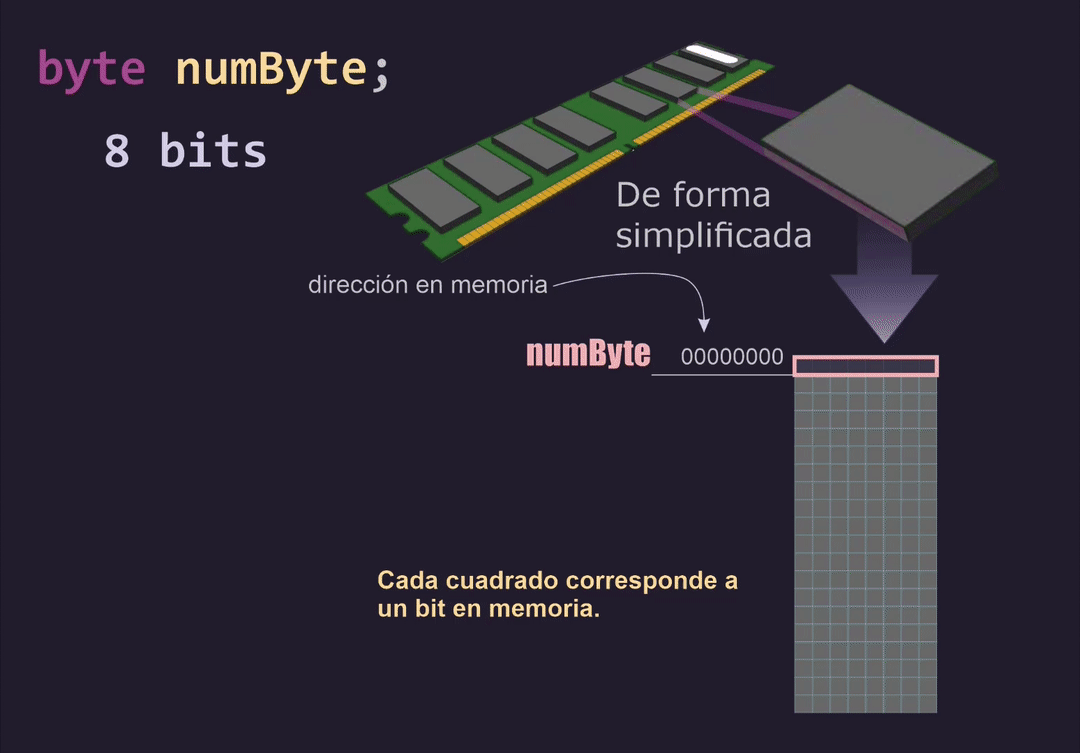 byte numByte;
8 bits
De forma
simplificada
dirección en memoria
numByte 00000000
Cada cuadrado corresponde a
un bit en memoria.